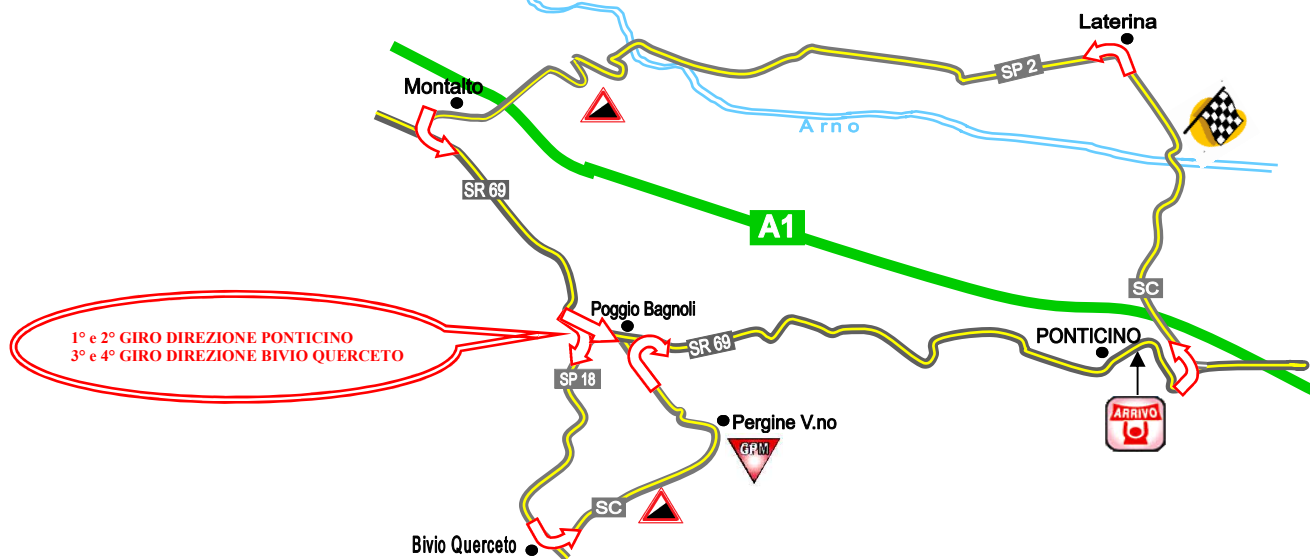 Laterina
SP 2
Montalto
Arno
SR 69
A1
SC
Poggio Bagnoli
1° e 2° GIRO DIREZIONE PONTICINO
3° e 4° GIRO DIREZIONE BIVIO QUERCETO
PONTICINO
SR 69
SP 18
ARRIVO
Pergine V.no
GPM
SC
Bivio Querceto